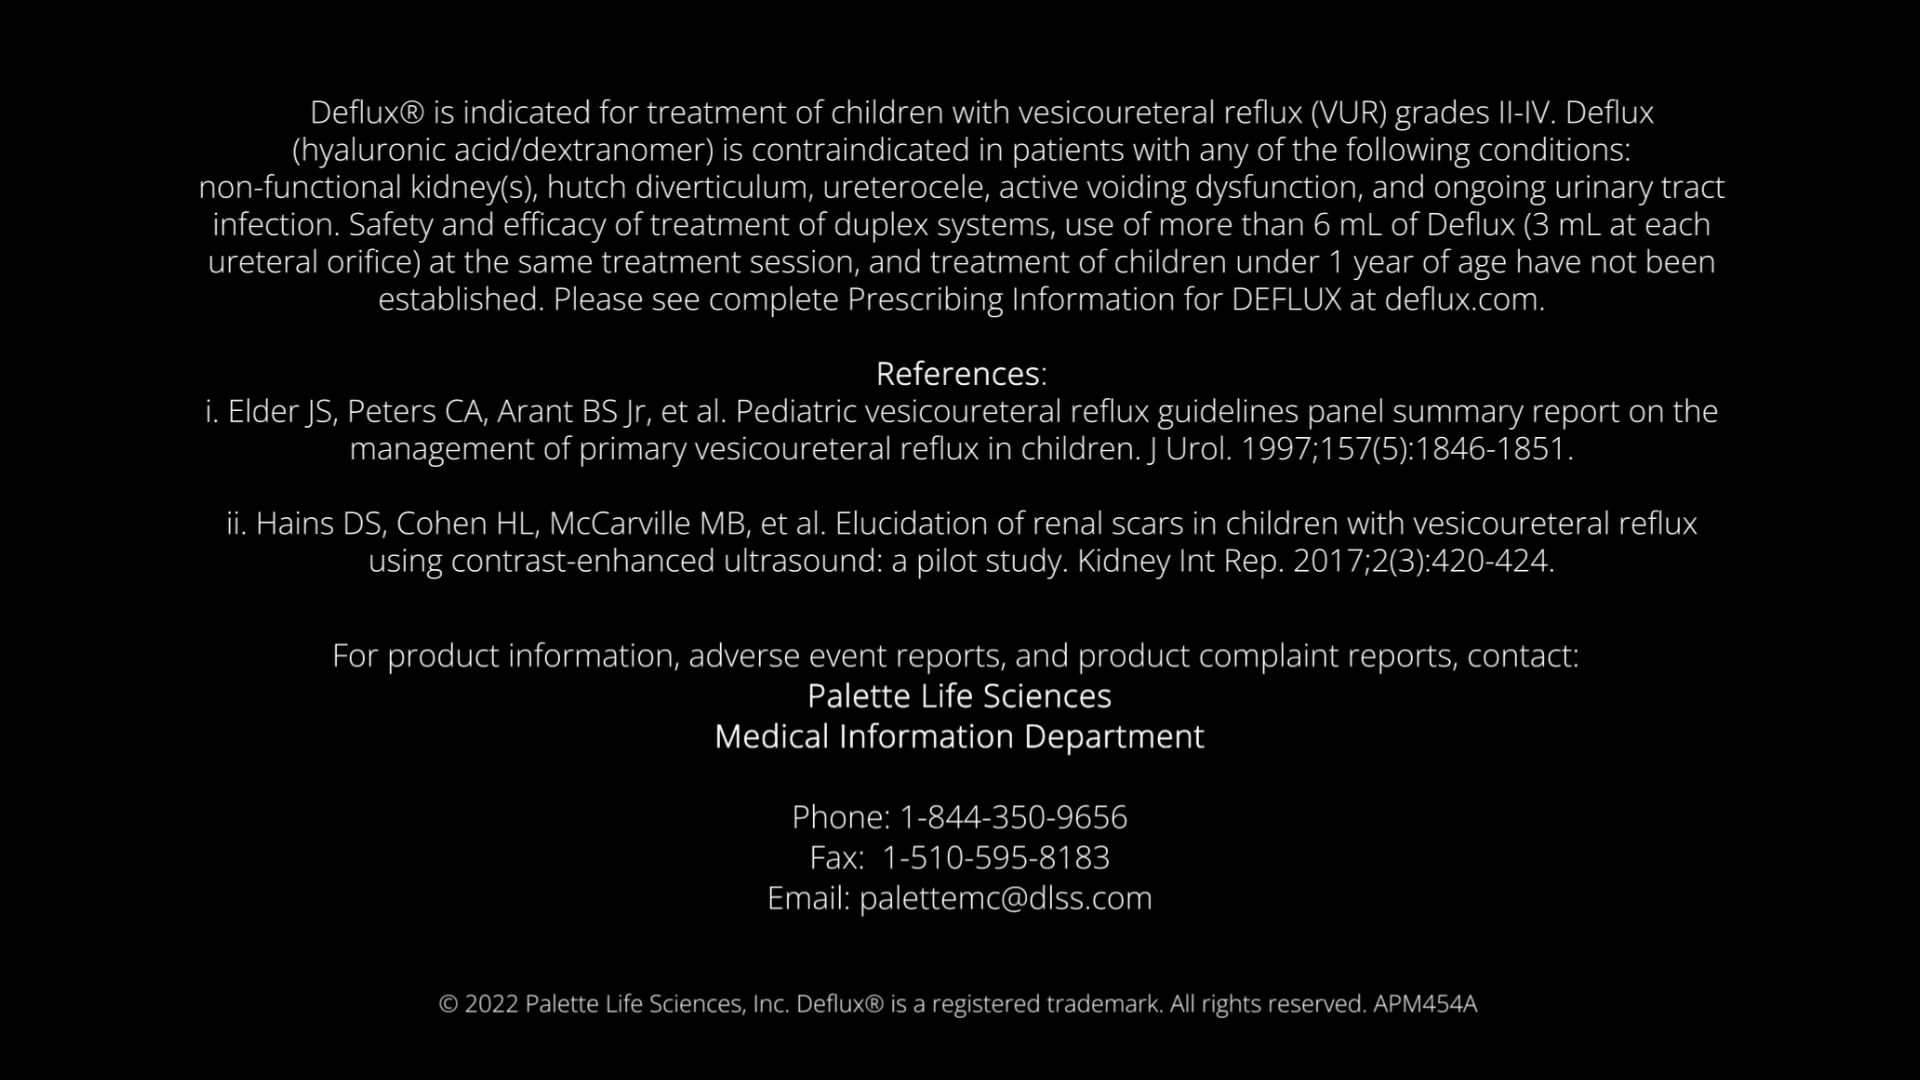 Deflux® is indicated for treatment of children with vesicoureteral reflux (VUR) grades II-IV. Deflux
(hyaluronic acid/dextranomer) is contraindicated in patients with any of the following conditions:
non-functional kidney(s), hutch diverticulum, ureterocele, active voiding dysfunction, and ongoing urinary tract
infection. Safety and efficacy of treatment of duplex systems, use of more than 6 mL of Deflux (3 mL at each
ureteral orifice) at the same treatment session, and treatment of children under 1 year of age have not been
established. Please see complete Prescribing Information for DEFLUX at deflux.com.
References:
i. Elder JS, Peters CA, Arant BS Jr, et al. Pediatric vesicoureteral reflux guidelines panel summary report on the
management of primary vesicoureteral reflux in children. J Urol. 1997;157(5):1846-1851.
ii. Hains DS, Cohen HL, McCarville MB, et al. Elucidation of renal scars in children with vesicoureteral reflux
using contrast-enhanced ultrasound: a pilot study. Kidney Int Rep. 2017;2(3):420-424.
For product information, adverse event reports, and product complaint reports, contact:
Palette Life Sciences
Medical Information Department
Phone: 1-844-350-9656
Fax:  1-510-595-8183
Email: palettemc@dlss.com
© 2022 Palette Life Sciences, Inc. Deflux® is a registered trademark. All rights reserved. APM454A